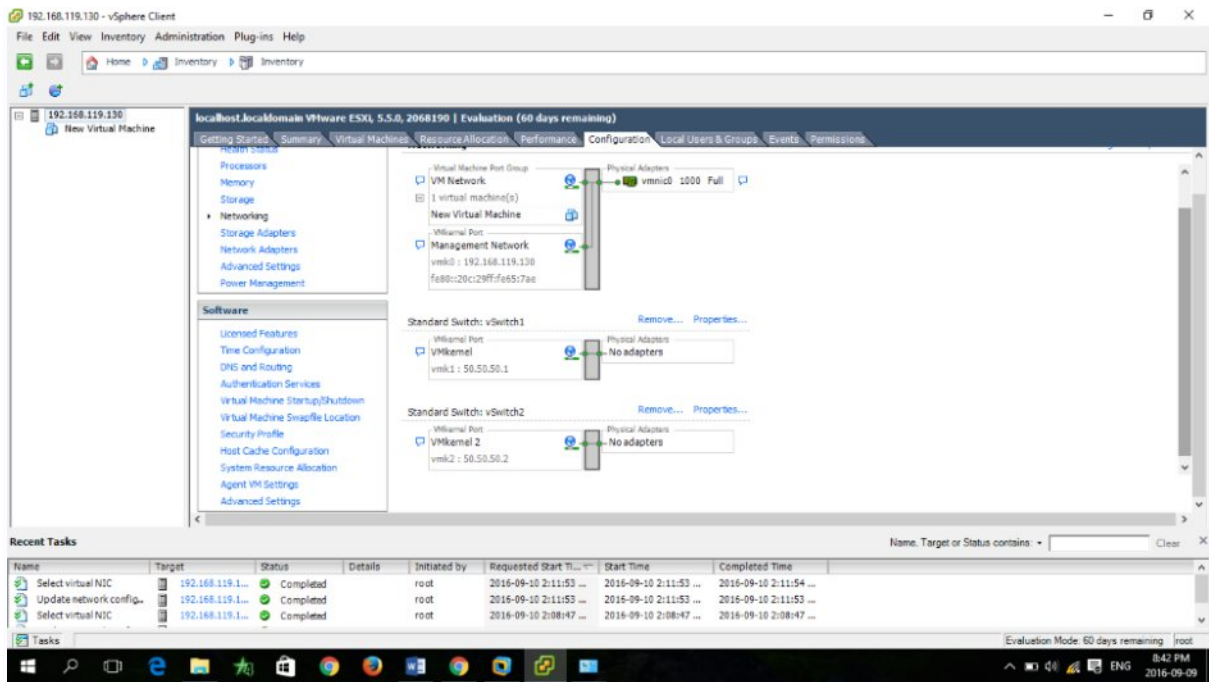 192.168.119.130 - vSphere Client
File Edit View Inventory Administration Plug-ins Help
Home Inventory Inventory
192.168.119.130
New Virtual Machine
localhost.localdomain VMware ESXi, 5.5.0, 2068190 | Evaluation (60 days remaining)
Getting Started Summary Virtual Machines Resource Allocation Performance Configuration Local Users & Groups Events Permissions
Health Status
Processors
Memory
Storage
Networking
Storage Adapters
Network Adapters
Advanced Settings
Power Management
Software
Licensed Features
Time Configuration
DNS and Routing
Authentication Services
Virtual Machine Startup/Shutdown
Virtual Machine Swapfile Location
Security Profile
Host Cache Configuration
System Resource Allocation
Agent VM Settings
Advanced Settings
Networking
Virtual Machine Port Group
VM Network
1 virtual machine(s)
New Virtual Machine
VMkernel Port
Management Network
vmk0 : 192.168.119.130
fe80::20c:29ff:fe65:7ae
Physical Adapters
vmnic0 1000 Full
Standard Switch: vSwitch1 Remove... Properties...
VMkernel Port
VMkernel
vmk1 : 50.50.50.1
Physical Adapters
No adapters
Standard Switch: vSwitch2 Remove... Properties...
VMkernel Port
VMkernel 2
vmk2 : 50.50.50.2
Physical Adapters
No adapters
Recent Tasks Name, Target or Status contains: Clear
Name Target Status Details Initiated by Requested Start Ti... Start Time Completed Time
Select virtual NIC 192.168.119.1... Completed root 2016-09-10 2:11:53 ... 2016-09-10 2:11:53 ... 2016-09-10 2:11:54 ...
Update network config... 192.168.119.1... Completed root 2016-09-10 2:11:53 ... 2016-09-10 2:11:53 ... 2016-09-10 2:11:53 ...
Select virtual NIC 192.168.119.1... Completed root 2016-09-10 2:08:47 ... 2016-09-10 2:08:47 ... 2016-09-10 2:08:47 ...
Tasks Evaluation Mode: 60 days remaining root
ENG 8:42 PM
2016-09-09